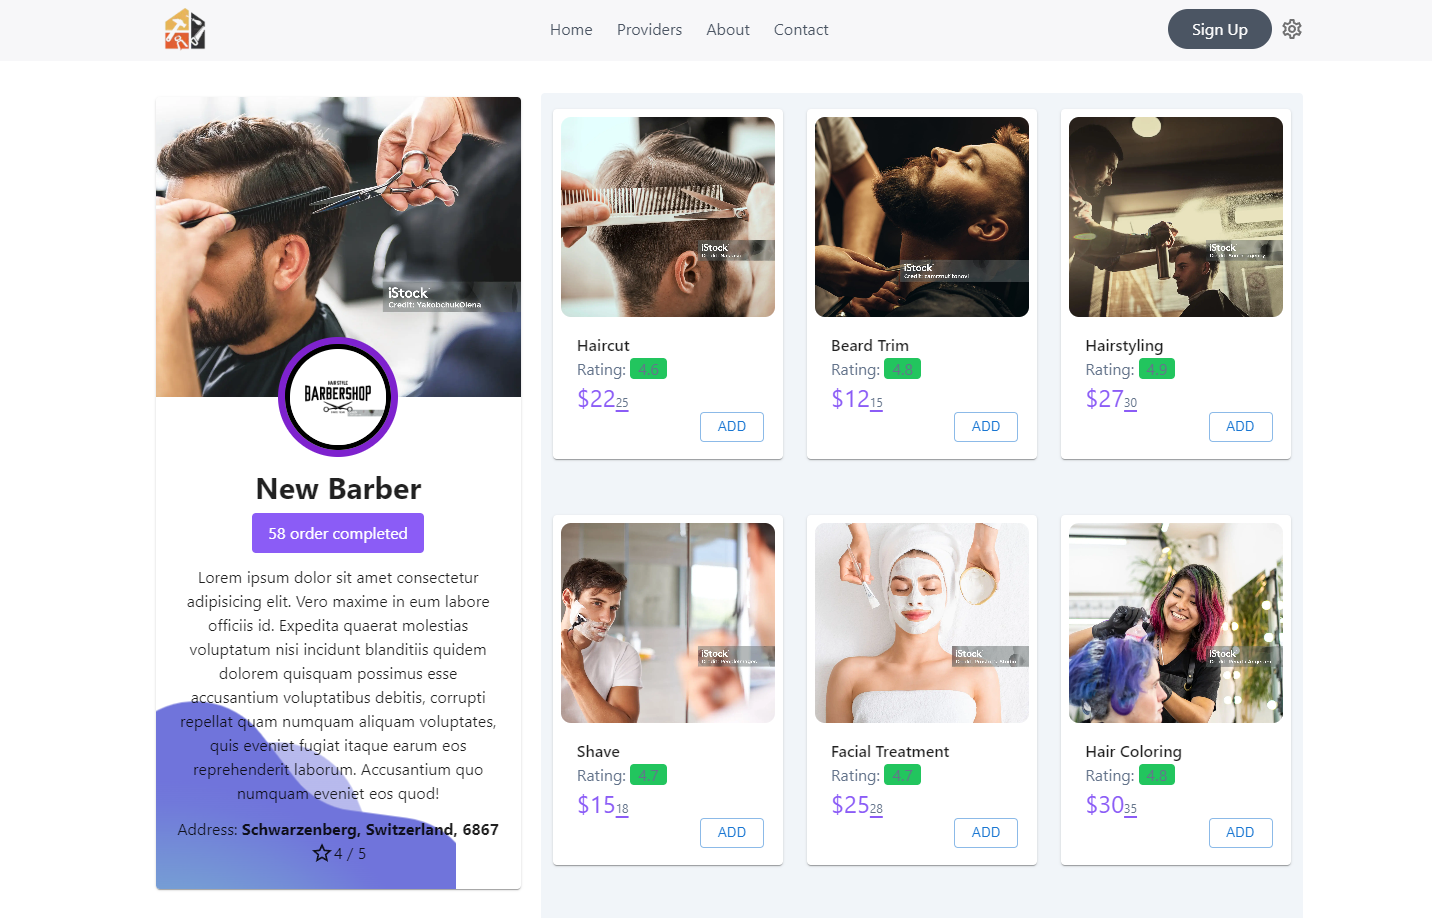 Home Providers About Contact
Sign Up
iStock
Credit: YakobchukOlena
HAIR STYLE
BARBERSHOP
New Barber
58 order completed
Lorem ipsum dolor sit amet consectetur
adipisicing elit. Vero maxime in eum labore
officiis id. Expedita quaerat molestias
voluptatum nisi incidunt blanditiis quidem
dolorem quisquam possimus esse
accusantium voluptatibus debitis, corrupti
repellat quam numquam aliquam voluptates,
quis eveniet fugiat itaque earum eos
reprehenderit laborum. Accusantium quo
numquam eveniet eos quod!
Address: Schwarzenberg, Switzerland, 6867
4 / 5
iStock
Haircut
Rating: 4.6
$22 25
ADD
iStock
Beard Trim
Rating: 4.8
$12 15
ADD
iStock
Hairstyling
Rating: 4.9
$27 30
ADD
iStock
Shave
Rating: 4.7
$15 18
ADD
iStock
Facial Treatment
Rating: 4.7
$25 28
ADD
iStock
Hair Coloring
Rating: 4.8
$30 35
ADD